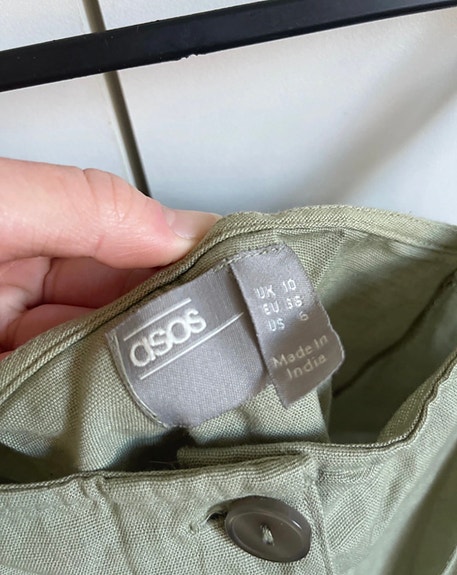 asos
UK 10
EU 38
US 6
Made in
India